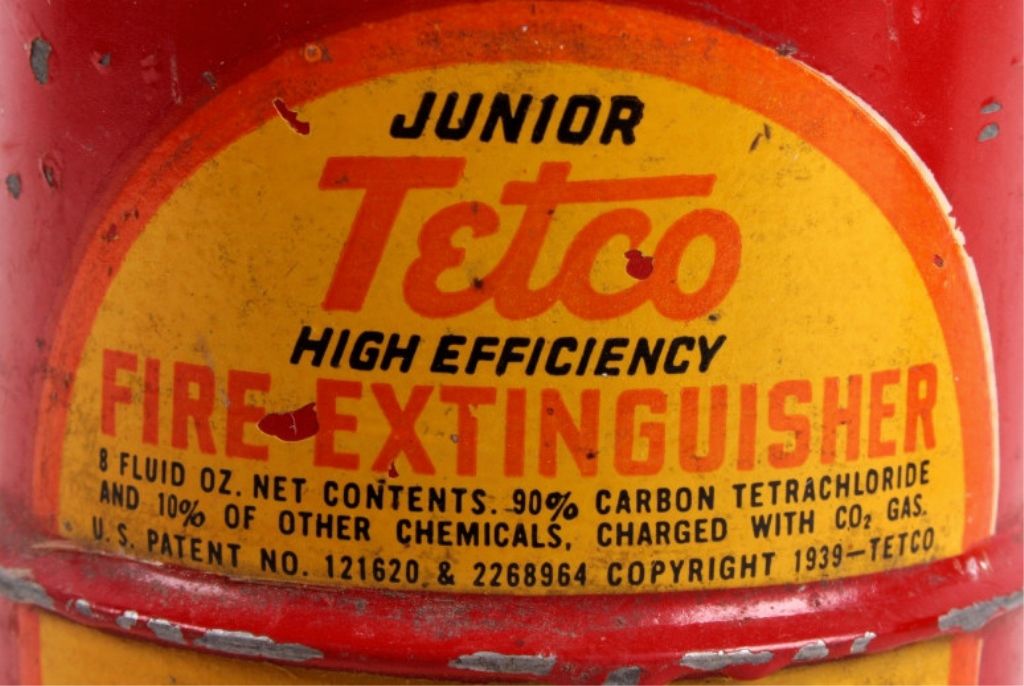 JUNIOR
Tetco
HIGH EFFICIENCY
FIRE EXTINGUISHER
8 FLUID OZ. NET CONTENTS. 90% CARBON TETRACHLORIDE
AND 10% OF OTHER CHEMICALS, CHARGED WITH CO₂ GAS.
U.S. PATENT NO. 121620 & 2268964 COPYRIGHT 1939—TETCO